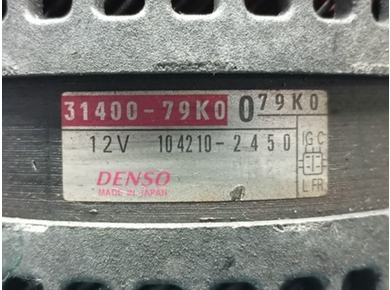 31400-79K0 079K0
12V 104210-2450 IG C
DENSO L FR
MADE IN JAPAN